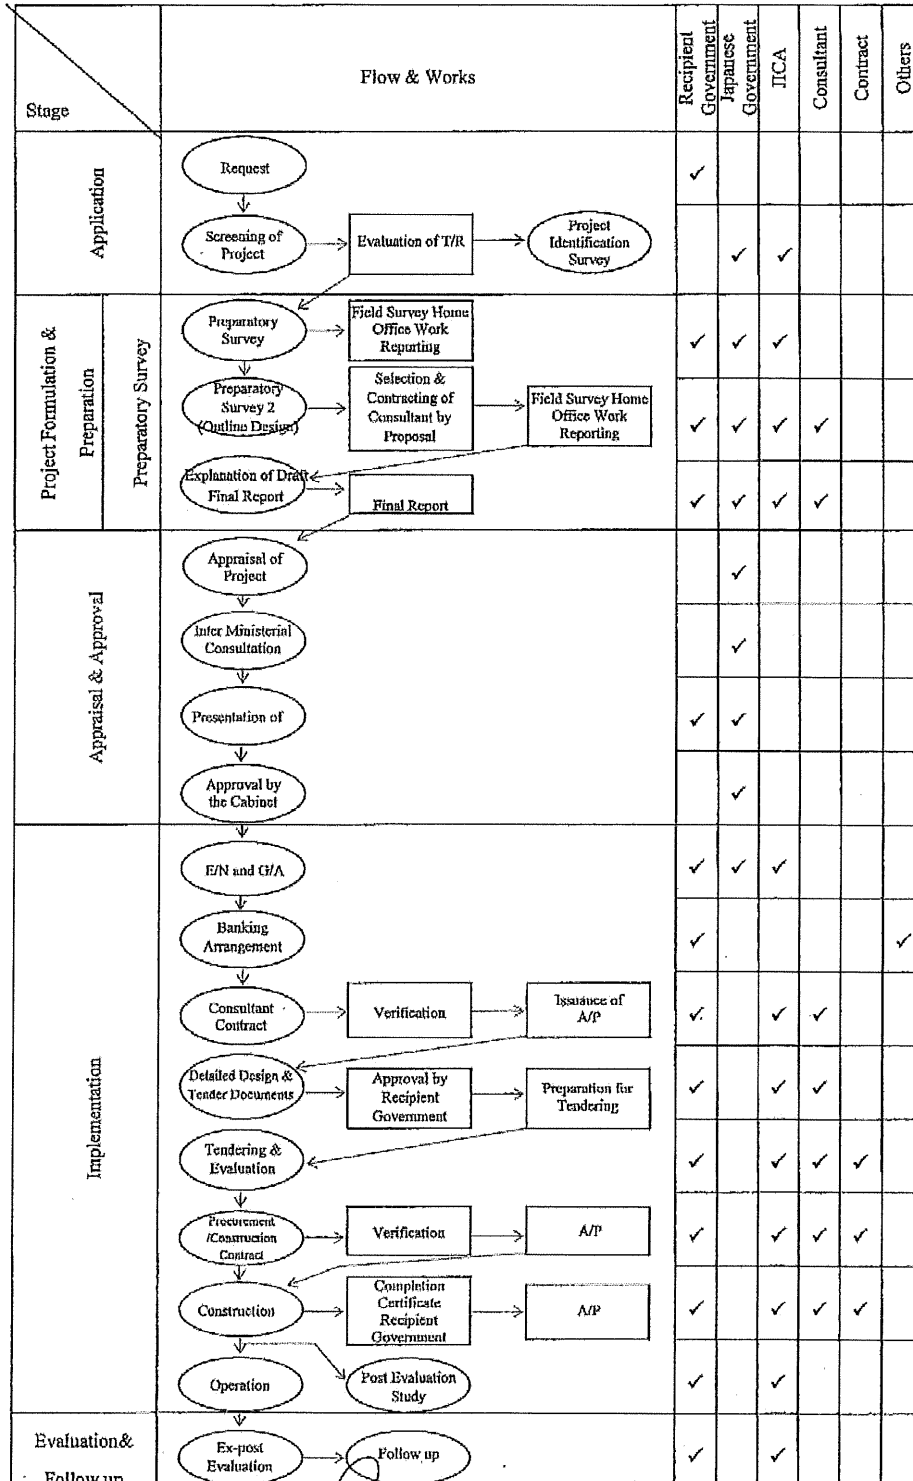 Stage
Flow & Works
Recipient
Government
Japanese
Government
JICA
Consultant
Contract
Others
Application
Request
Screening of
Project
Evaluation of T/R
Project
Identification
Survey
Project Formulation &
Preparation
Preparatory Survey
Preparatory
Survey
Field Survey Home
Office Work
Reporting
Preparatory
Survey 2
(Outline Design)
Selection &
Contracting of
Consultant by
Proposal
Field Survey Home
Office Work
Reporting
Explanation of Draft
Final Report
Final Report
Appraisal & Approval
Appraisal of
Project
Inter Ministerial
Consultation
Presentation of
Approval by
the Cabinet
Implementation
E/N and G/A
Banking
Arrangement
Consultant
Contract
Verification
Issuance of
A/P
Detailed Design &
Tender Documents
Approval by
Recipient
Government
Preparation for
Tendering
Tendering &
Evaluation
Procurement
/Construction
Contract
Verification
A/P
Construction
Completion
Certificate
Recipient
Government
A/P
Operation
Post Evaluation
Study
Evaluation&
Follow up
Ex-post
Evaluation
Follow up